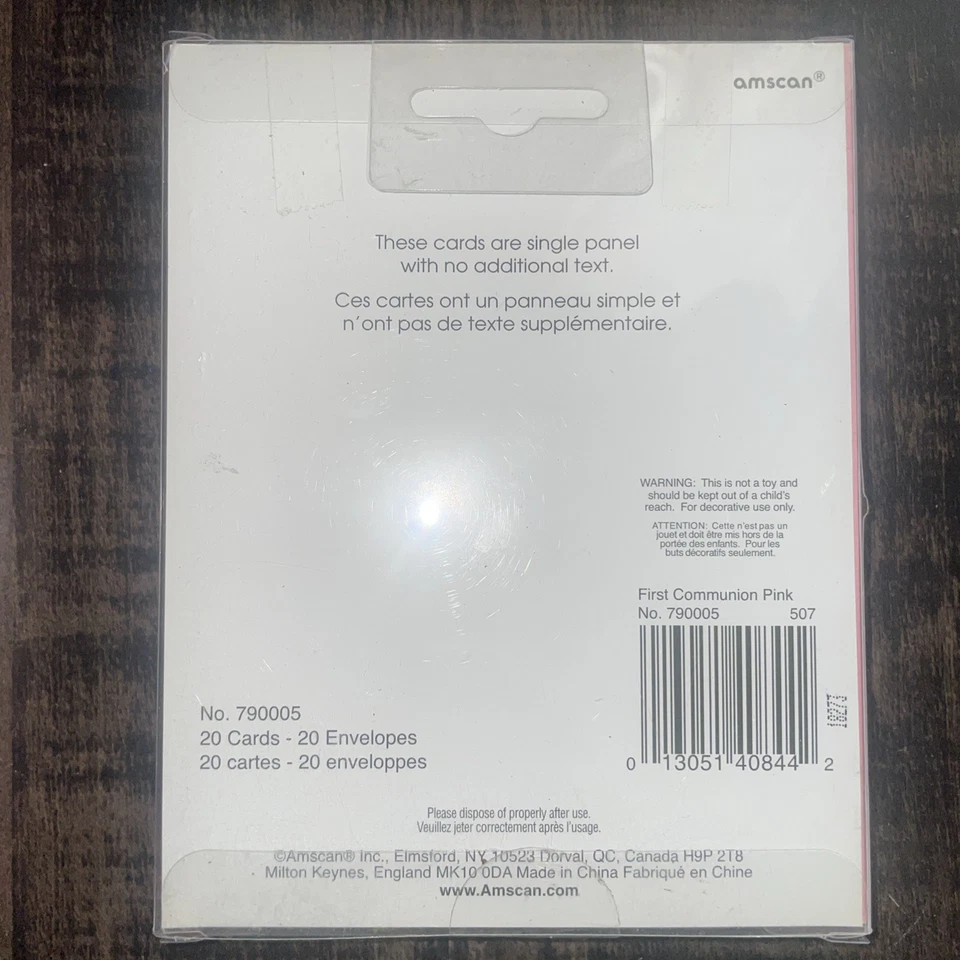 amscan®
These cards are single panel
with no additional text.
Ces cartes ont un panneau simple et
n'ont pas de texte supplémentaire.
WARNING: This is not a toy and
should be kept out of a child's
reach. For decorative use only.
ATTENTION: Cette n'est pas un
jouet et doit être mis hors de la
portée des enfants. Pour les
buts décoratifs seulement.
First Communion Pink
No. 790005 507
0 13051 40844 2
No. 790005
20 Cards - 20 Envelopes
20 cartes - 20 enveloppes
Please dispose of properly after use.
Veuillez jeter correctement après l'usage.
©Amscan® Inc., Elmsford, NY 10523 Dorval, QC, Canada H9P 2T8
Milton Keynes, England MK10 0DA Made in China Fabriqué en Chine
www.Amscan.com